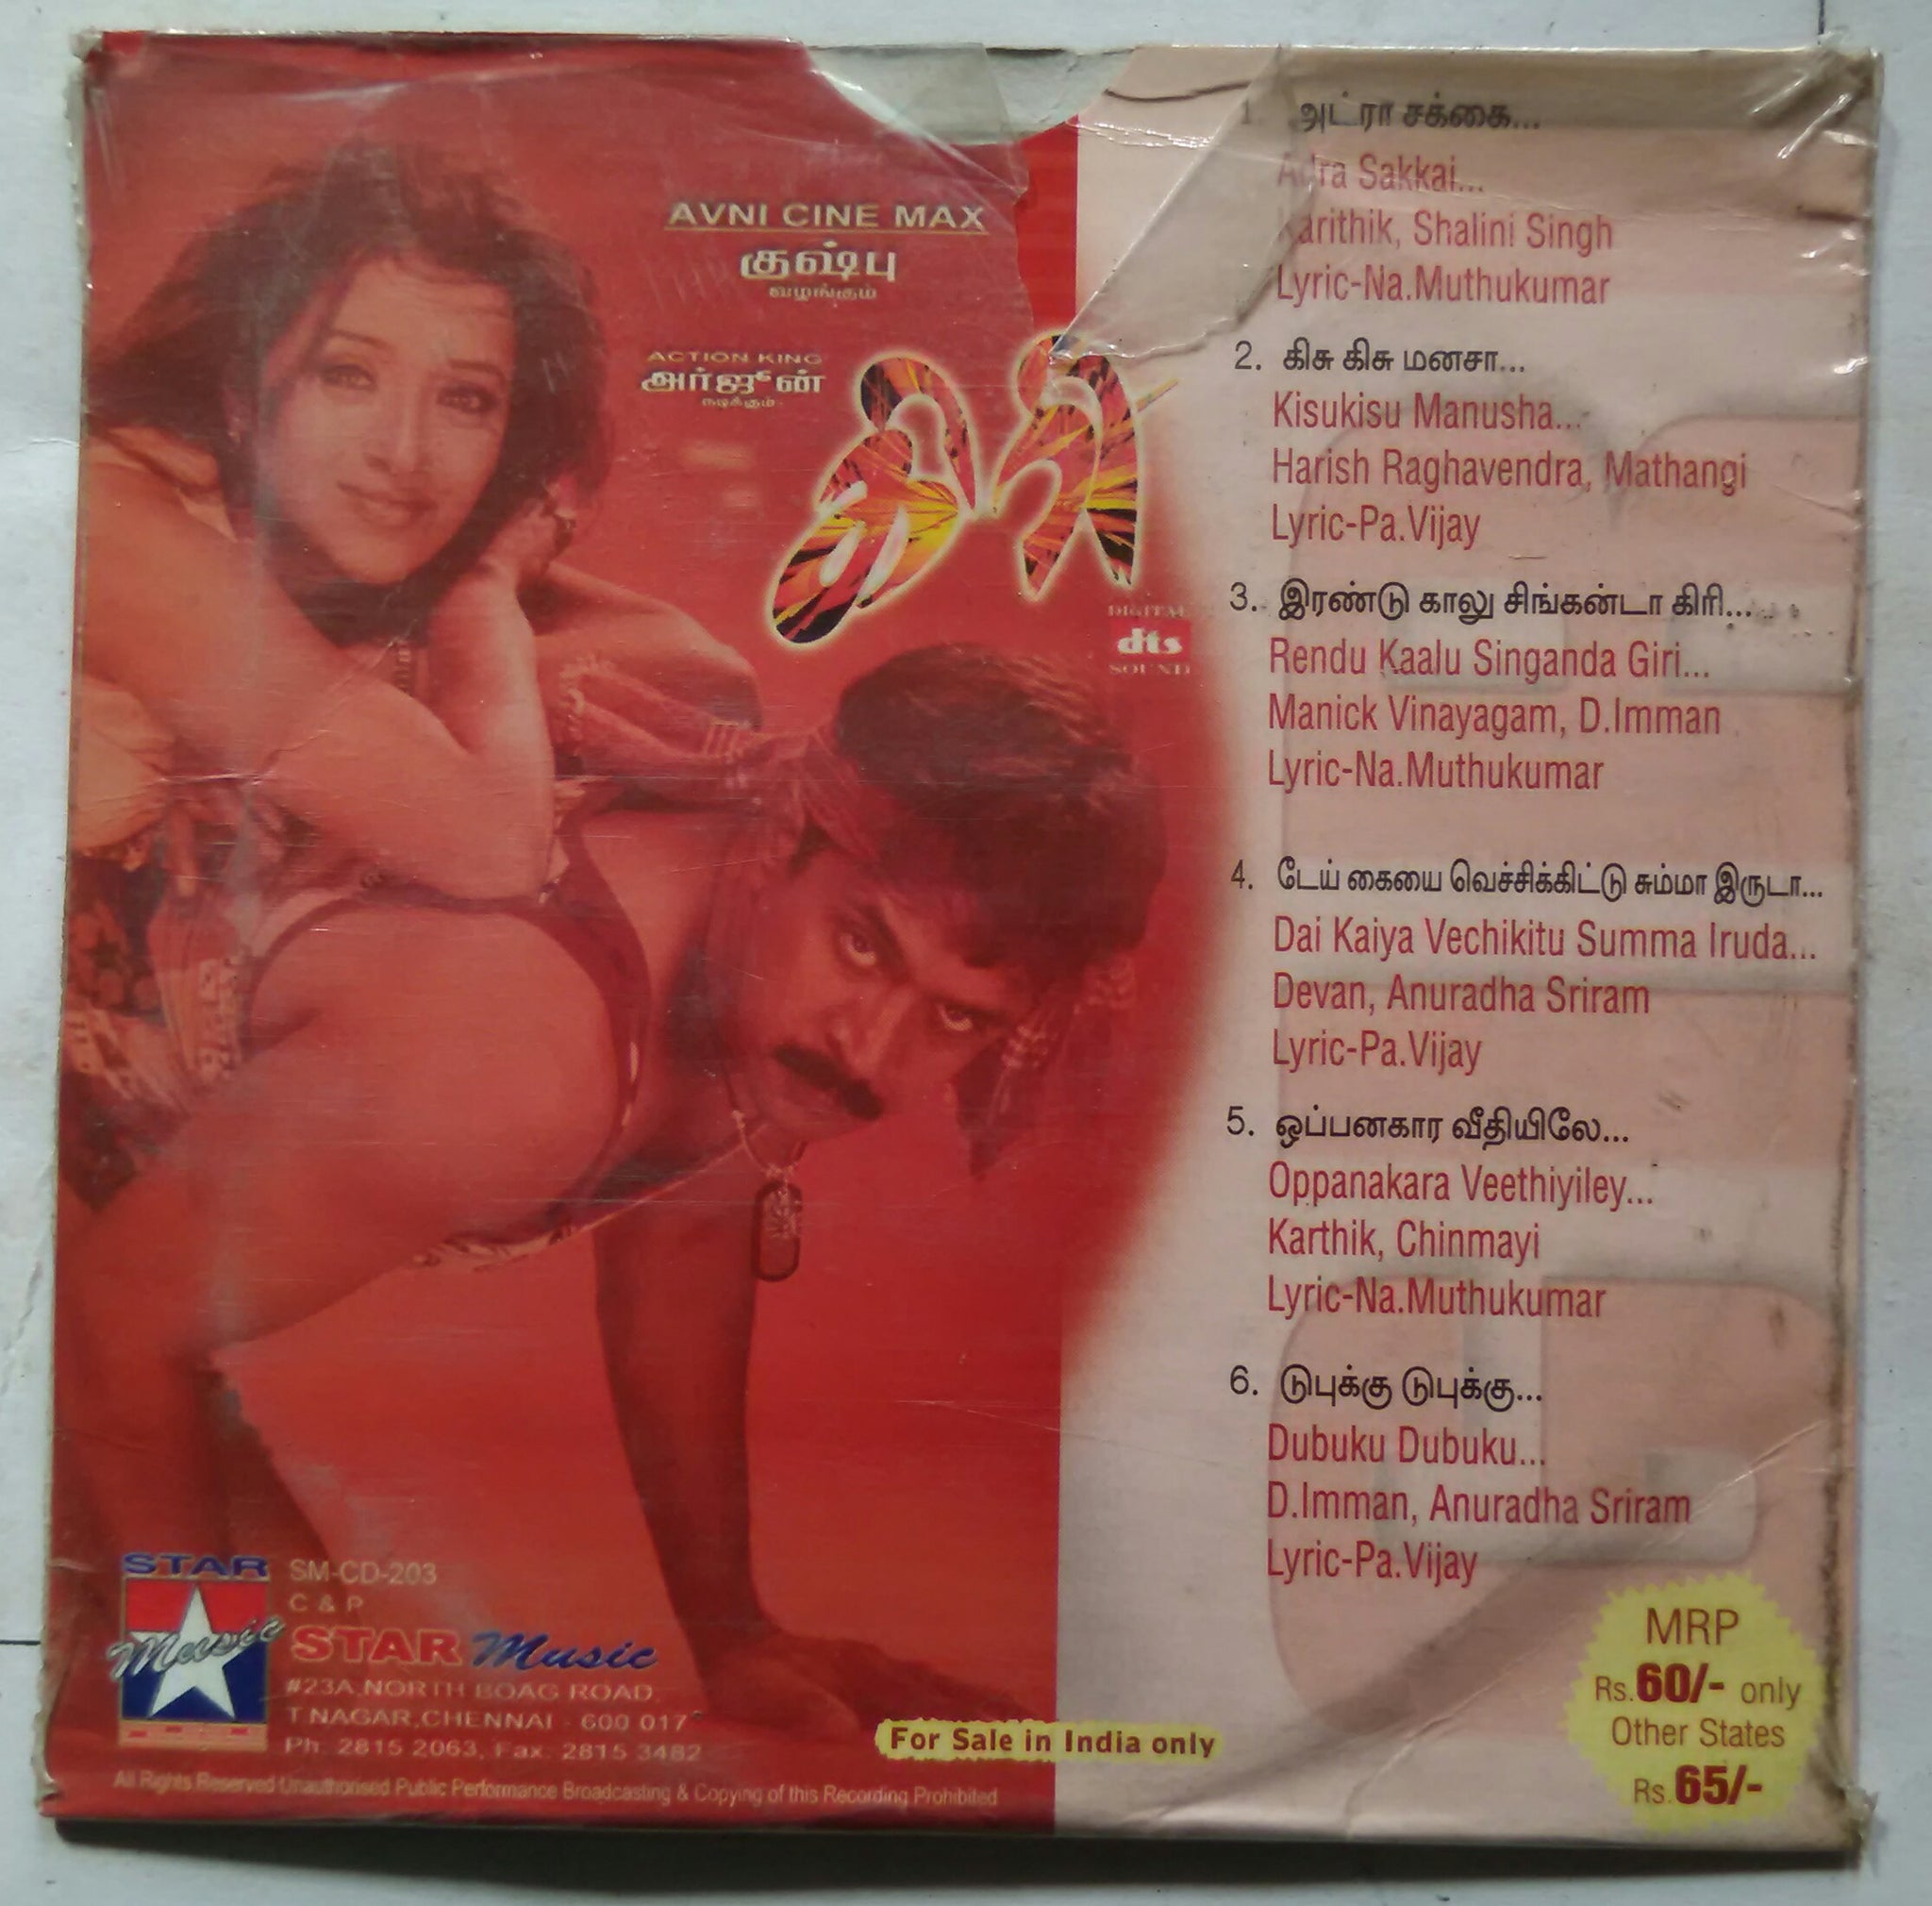 AVNI CINE MAX
குஷ்பு
வழங்கும்
ACTION KING
அர்ஜூன்
நடிக்கும்
கிரி
DIGITAL
dts
SOUND
1. அட்ரா சக்கை...
Adra Sakkai...
Karithik, Shalini Singh
Lyric-Na.Muthukumar
2. கிசு கிசு மனசா...
Kisukisu Manusha...
Harish Raghavendra, Mathangi
Lyric-Pa.Vijay
3. இரண்டு காலு சிங்கன்டா கிரி...
Rendu Kaalu Singanda Giri...
Manick Vinayagam, D.Imman
Lyric-Na.Muthukumar
4. டேய் கையை வெச்சிக்கிட்டு சும்மா இருடா...
Dai Kaiya Vechikitu Summa Iruda...
Devan, Anuradha Sriram
Lyric-Pa.Vijay
5. ஒப்பனகார வீதியிலே...
Oppanakara Veethiyiley...
Karthik, Chinmayi
Lyric-Na.Muthukumar
6. டுபுக்கு டுபுக்கு...
Dubuku Dubuku...
D.Imman, Anuradha Sriram
Lyric-Pa.Vijay
STAR
Music
SM-CD-203
C & P
STAR Music
#23A,NORTH BOAG ROAD,
T.NAGAR,CHENNAI - 600 017
Ph: 2815 2063, Fax: 2815 3482
All Rights Reserved Unauthorised Public Performance Broadcasting & Copying of this Recording Prohibited
For Sale in India only
MRP
Rs.60/- only
Other States
Rs.65/-